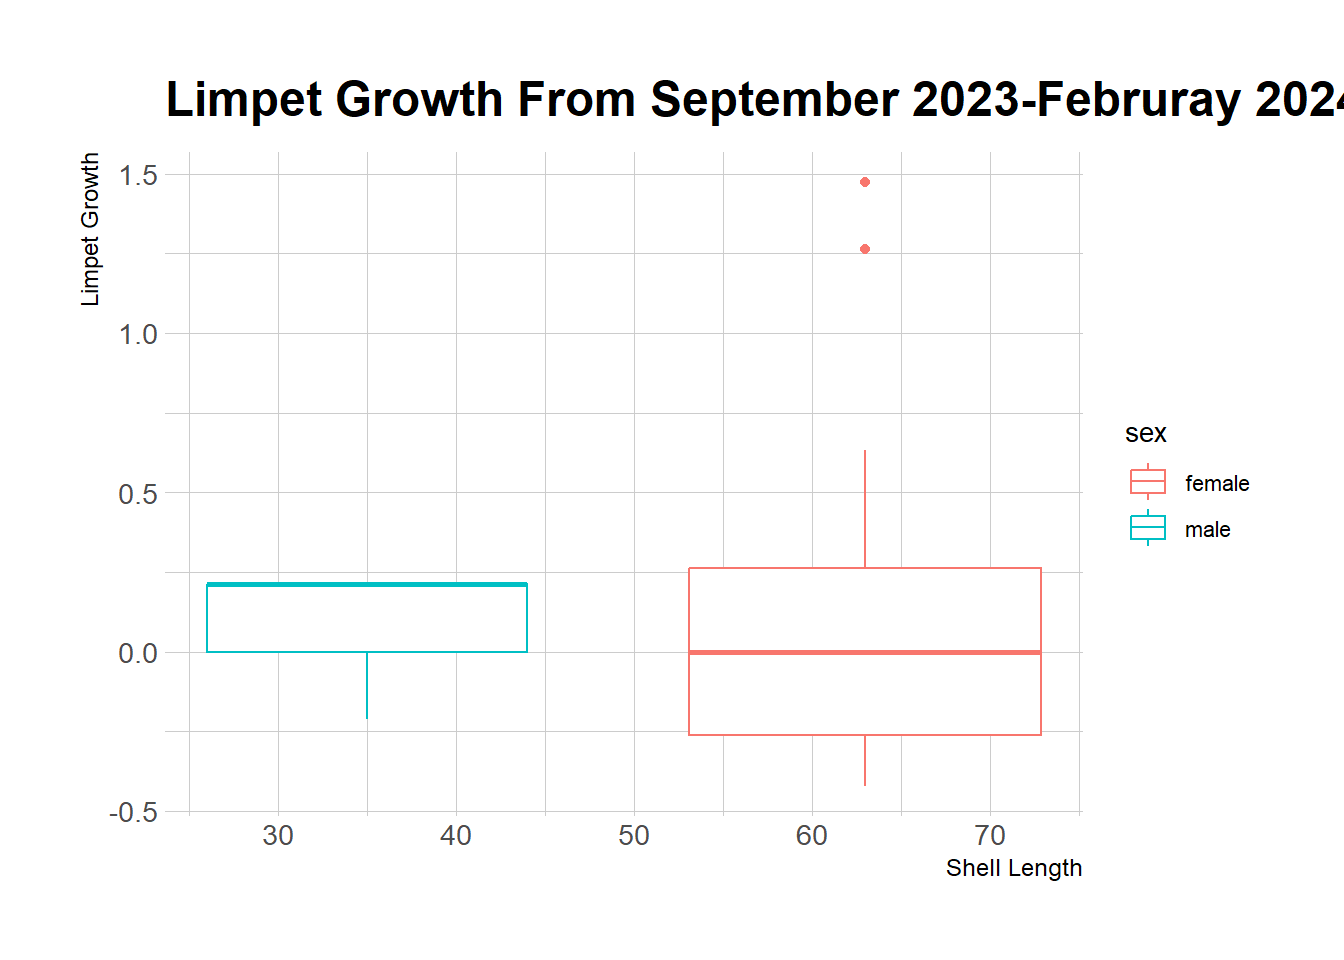 Limpet Growth From September 2023-Februray 2024
Limpet Growth
1.5
1.0
0.5
0.0
-0.5
30 40 50 60 70
Shell Length
sex
female
male